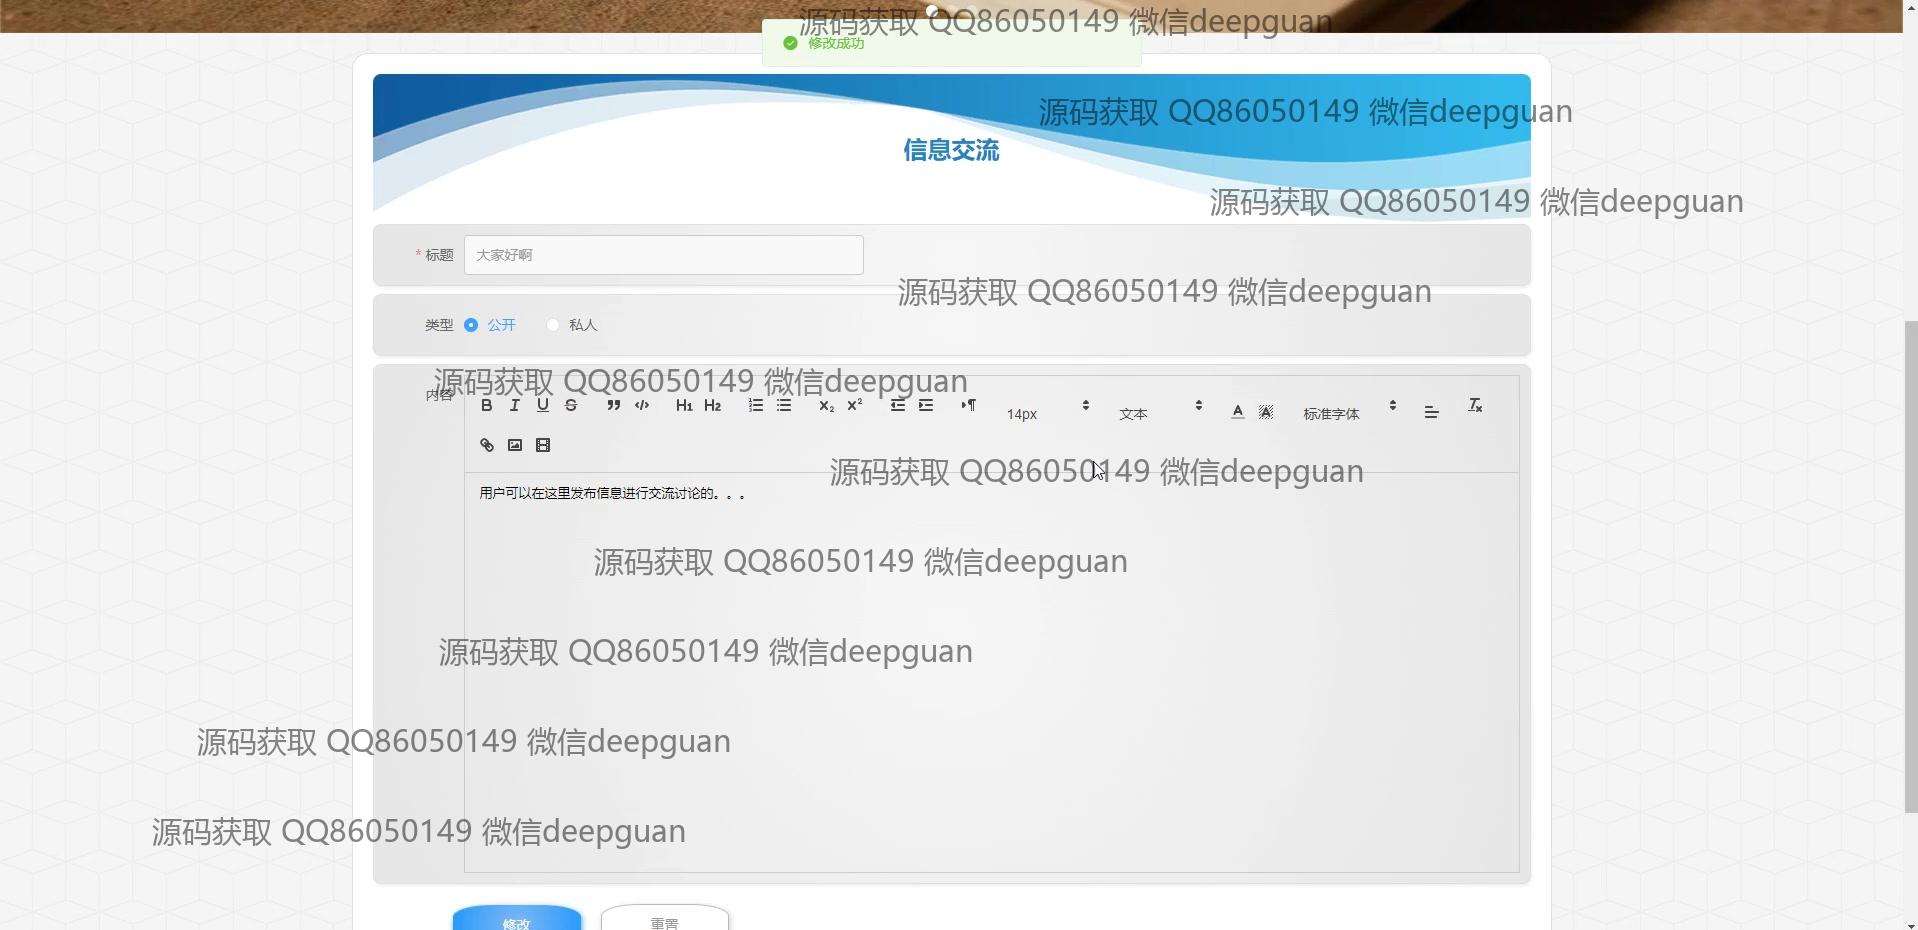 源码获取 QQ86050149 微信deepguan
修改成功
源码获取 QQ86050149 微信deepguan
信息交流
源码获取 QQ86050149 微信deepguan
* 标题 大家好啊
源码获取 QQ86050149 微信deepguan
类型 公开 私人
源码获取 QQ86050149 微信deepguan
内容
B I U S H1 H2 X2 X2 14px 文本 A A 标准字体 Tx
源码获取 QQ86050149 微信deepguan
用户可以在这里发布信息进行交流讨论的。。。
源码获取 QQ86050149 微信deepguan
源码获取 QQ86050149 微信deepguan
源码获取 QQ86050149 微信deepguan
源码获取 QQ86050149 微信deepguan
修改 重置